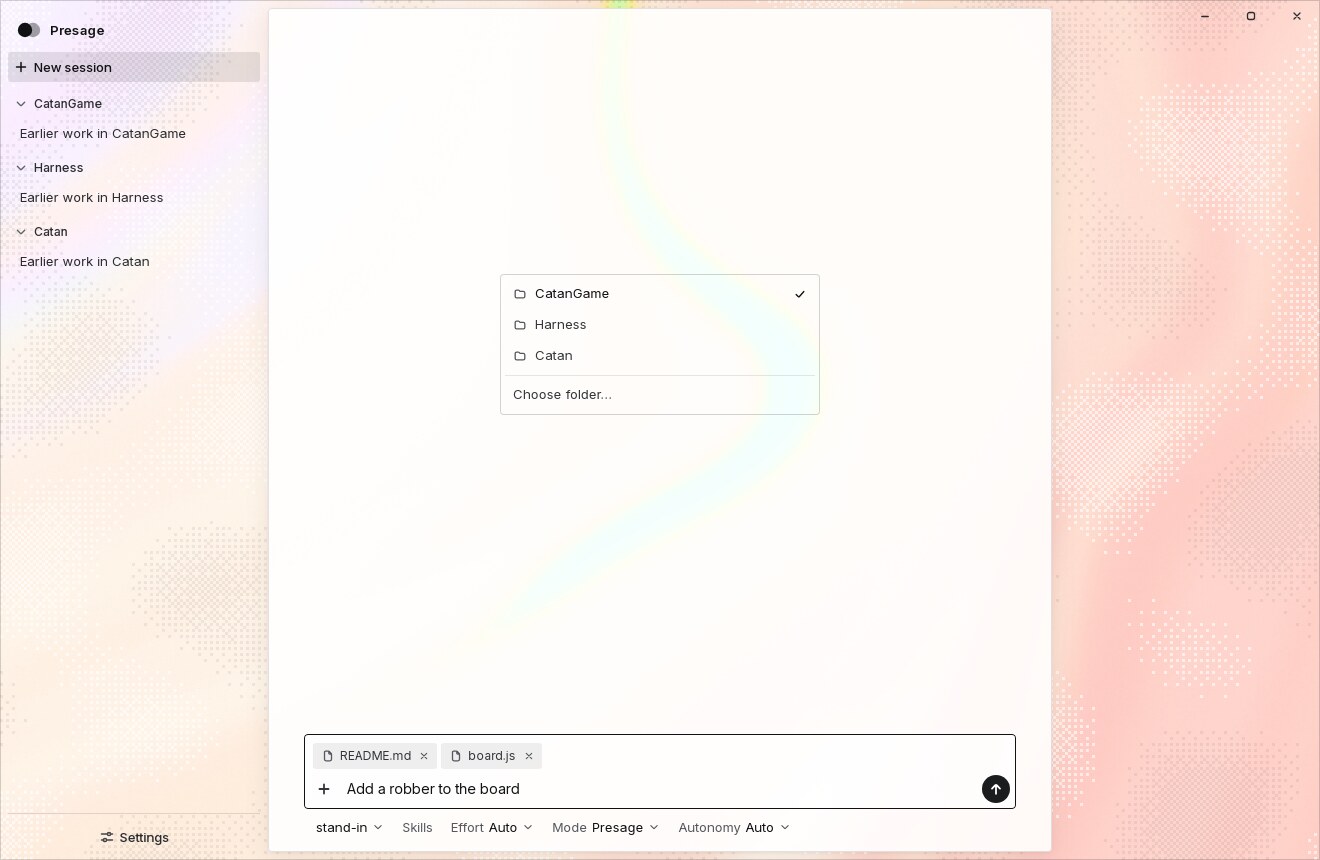 Presage
New session
CatanGame
Earlier work in CatanGame
Harness
Earlier work in Harness
Catan
Earlier work in Catan
Settings
CatanGame
Harness
Catan
Choose folder...
README.md
board.js
Add a robber to the board
stand-in
Skills
Effort Auto
Mode Presage
Autonomy Auto